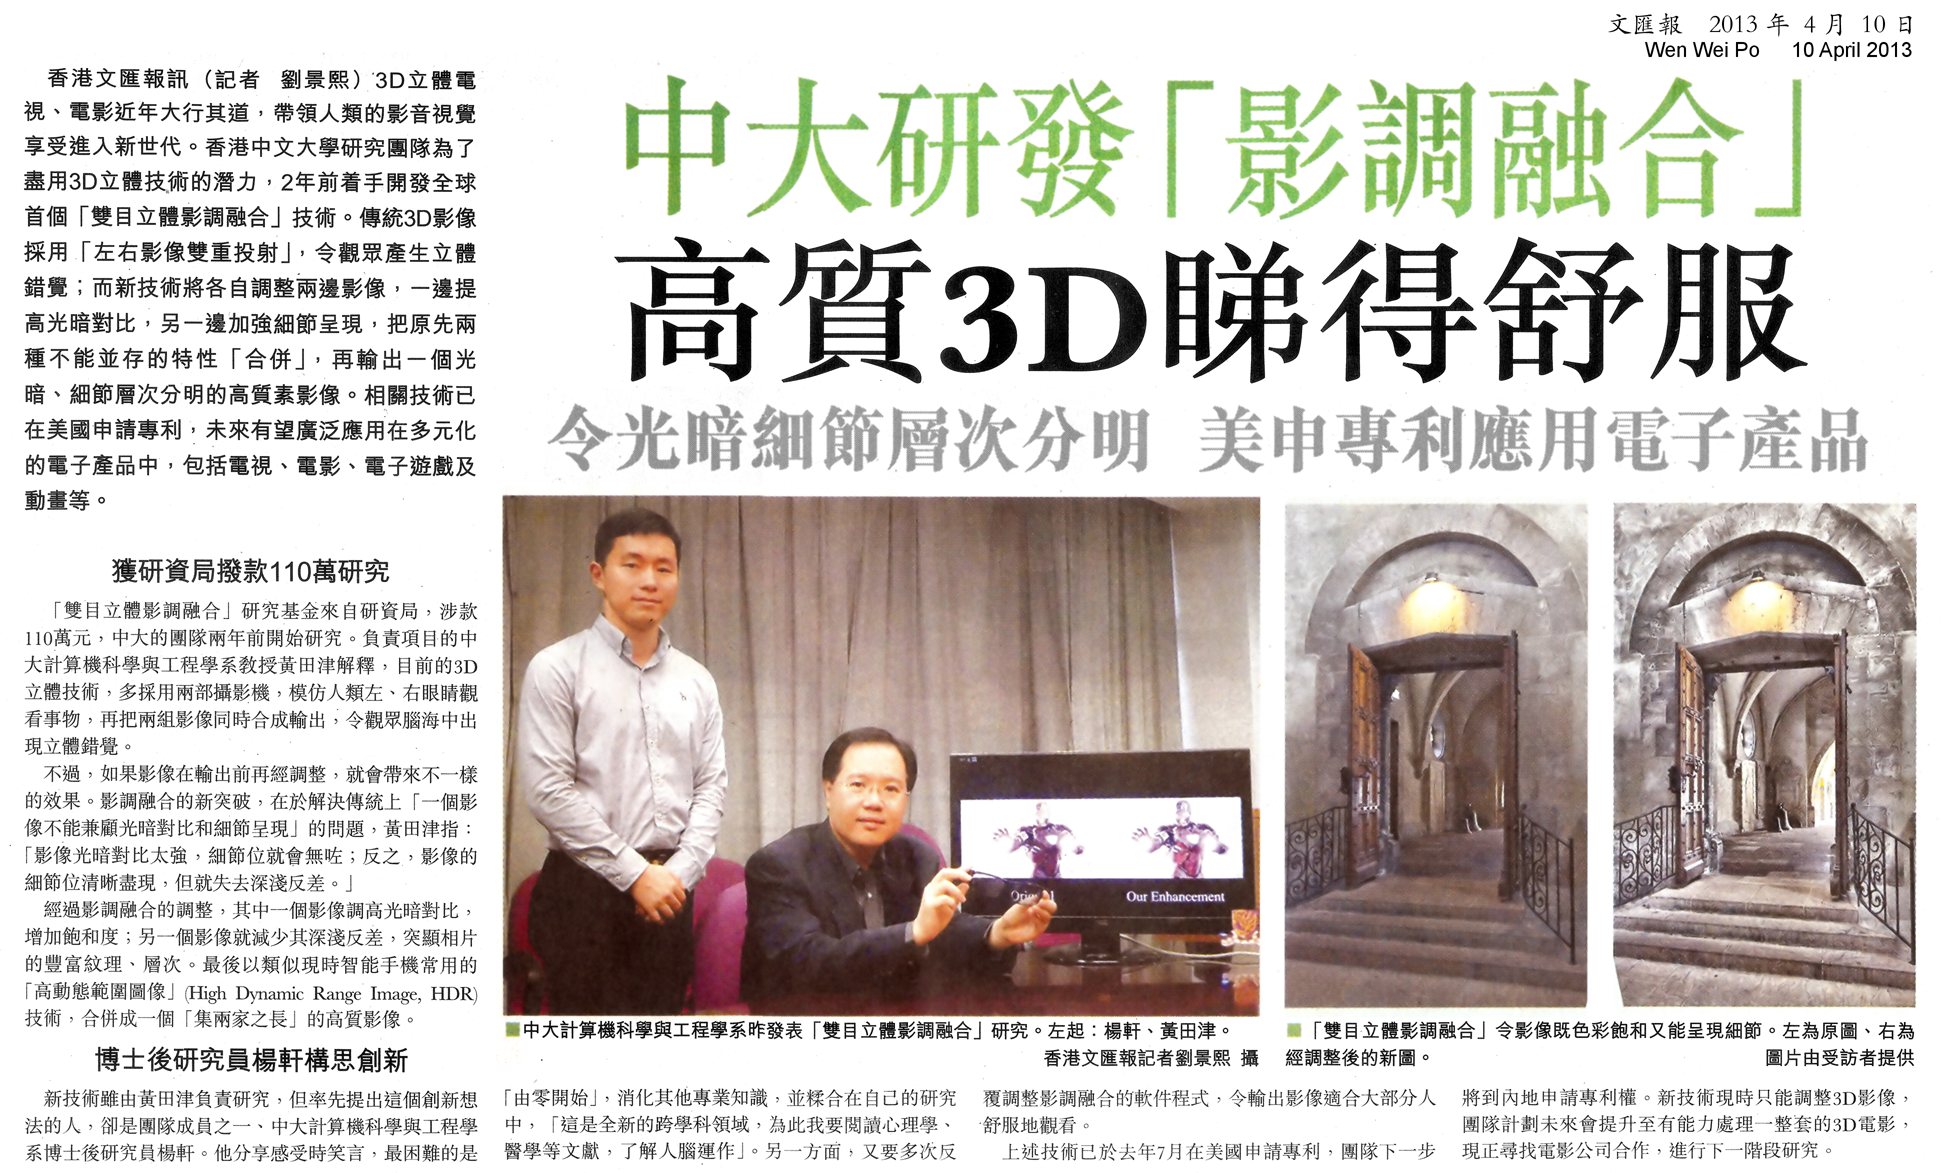 文匯報 2013 年 4 月 10 日
Wen Wei Po 10 April 2013
中大研發「影調融合」
高質3D睇得舒服
令光暗細節層次分明 美申專利應用電子產品
香港文匯報訊（記者 劉景熙）3D立體電
視、電影近年大行其道，帶領人類的影音視覺
享受進入新世代。香港中文大學研究團隊為了
盡用3D立體技術的潛力，2年前着手開發全球
首個「雙目立體影調融合」技術。傳統3D影像
採用「左右影像雙重投射」，令觀眾產生立體
錯覺；而新技術將各自調整兩邊影像，一邊提
高光暗對比，另一邊加強細節呈現，把原先兩
種不能並存的特性「合併」，再輸出一個光
暗、細節層次分明的高質素影像。相關技術已
在美國申請專利，未來有望廣泛應用在多元化
的電子產品中，包括電視、電影、電子遊戲及
動畫等。
獲研資局撥款110萬研究
「雙目立體影調融合」研究基金來自研資局，涉款
110萬元，中大的團隊兩年前開始研究。負責項目的中
大計算機科學與工程學系教授黃田津解釋，目前的3D
立體技術，多採用兩部攝影機，模仿人類左、右眼睛觀
看事物，再把兩組影像同時合成輸出，令觀眾腦海中出
現立體錯覺。
不過，如果影像在輸出前再經調整，就會帶來不一樣
的效果。影調融合的新突破，在於解決傳統上「一個影
像不能兼顧光暗對比和細節呈現」的問題，黃田津指：
「影像光暗對比太強，細節位就會無咗；反之，影像的
細節位清晰盡現，但就失去深淺反差。」
經過影調融合的調整，其中一個影像調高光暗對比，
增加飽和度；另一個影像就減少其深淺反差，突顯相片
的豐富紋理、層次。最後以類似現時智能手機常用的
「高動態範圍圖像」(High Dynamic Range Image, HDR)
技術，合併成一個「集兩家之長」的高質影像。
博士後研究員楊軒構思創新
新技術雖由黃田津負責研究，但率先提出這個創新想
法的人，卻是團隊成員之一、中大計算機科學與工程學
系博士後研究員楊軒。他分享感受時笑言，最困難的是
Our Enhancement
中大計算機科學與工程學系昨發表「雙目立體影調融合」研究。左起：楊軒、黃田津。
香港文匯報記者劉景熙 攝
「雙目立體影調融合」令影像既色彩飽和又能呈現細節。左為原圖、右為
經調整後的新圖。 圖片由受訪者提供
「由零開始」，消化其他專業知識，並糅合在自己的研究
中，「這是全新的跨學科領域，為此我要閱讀心理學、
醫學等文獻，了解人腦運作」。另一方面，又要多次反
覆調整影調融合的軟件程式，令輸出影像適合大部分人
舒服地觀看。
上述技術已於去年7月在美國申請專利，團隊下一步
將到內地申請專利權。新技術現時只能調整3D影像，
團隊計劃未來會提升至有能力處理一整套的3D電影，
現正尋找電影公司合作，進行下一階段研究。